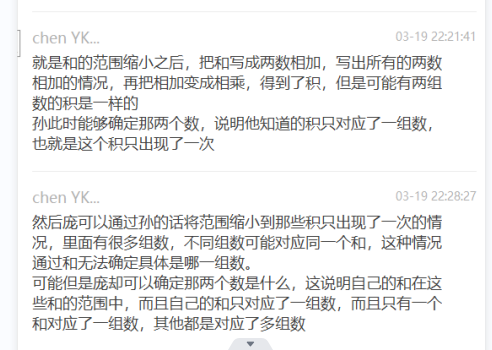 chen YK...
03-19 22:21:41
就是和的范围缩小之后，把和写成两数相加，写出所有的两数
相加的情况，再把相加变成相乘，得到了积，但是可能有两组
数的积是一样的
孙此时能够确定那两个数，说明他知道的积只对应了一组数，
也就是这个积只出现了一次
chen YK...
03-19 22:28:27
然后庞可以通过孙的话将范围缩小到那些积只出现了一次的情
况，里面有很多组数，不同组数可能对应同一个和，这种情况
通过和无法确定具体是哪一组数。
可能但是庞却可以确定那两个数是什么，这说明自己的和在这
些和的范围中，而且自己的和只对应了一组数，而且只有一个
和对应了一组数，其他都是对应了多组数